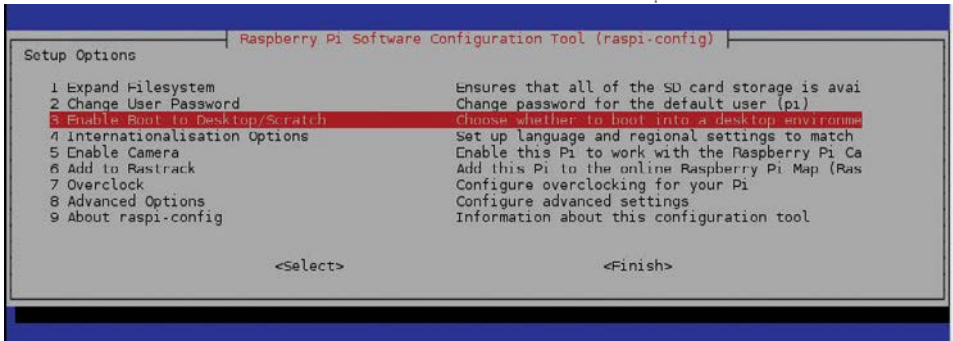 Raspberry Pi Software Configuration Tool (raspi-config)
Setup Options
1 Expand Filesystem Ensures that all of the SD card storage is avai
2 Change User Password Change password for the default user (pi)
3 Enable Boot to Desktop/Scratch Choose whether to boot into a desktop environme
4 Internationalisation Options Set up language and regional settings to match
5 Enable Camera Enable this Pi to work with the Raspberry Pi Ca
6 Add to Rastrack Add this Pi to the online Raspberry Pi Map (Ras
7 Overclock Configure overclocking for your Pi
8 Advanced Options Configure advanced settings
9 About raspi-config Information about this configuration tool
<Select> <Finish>